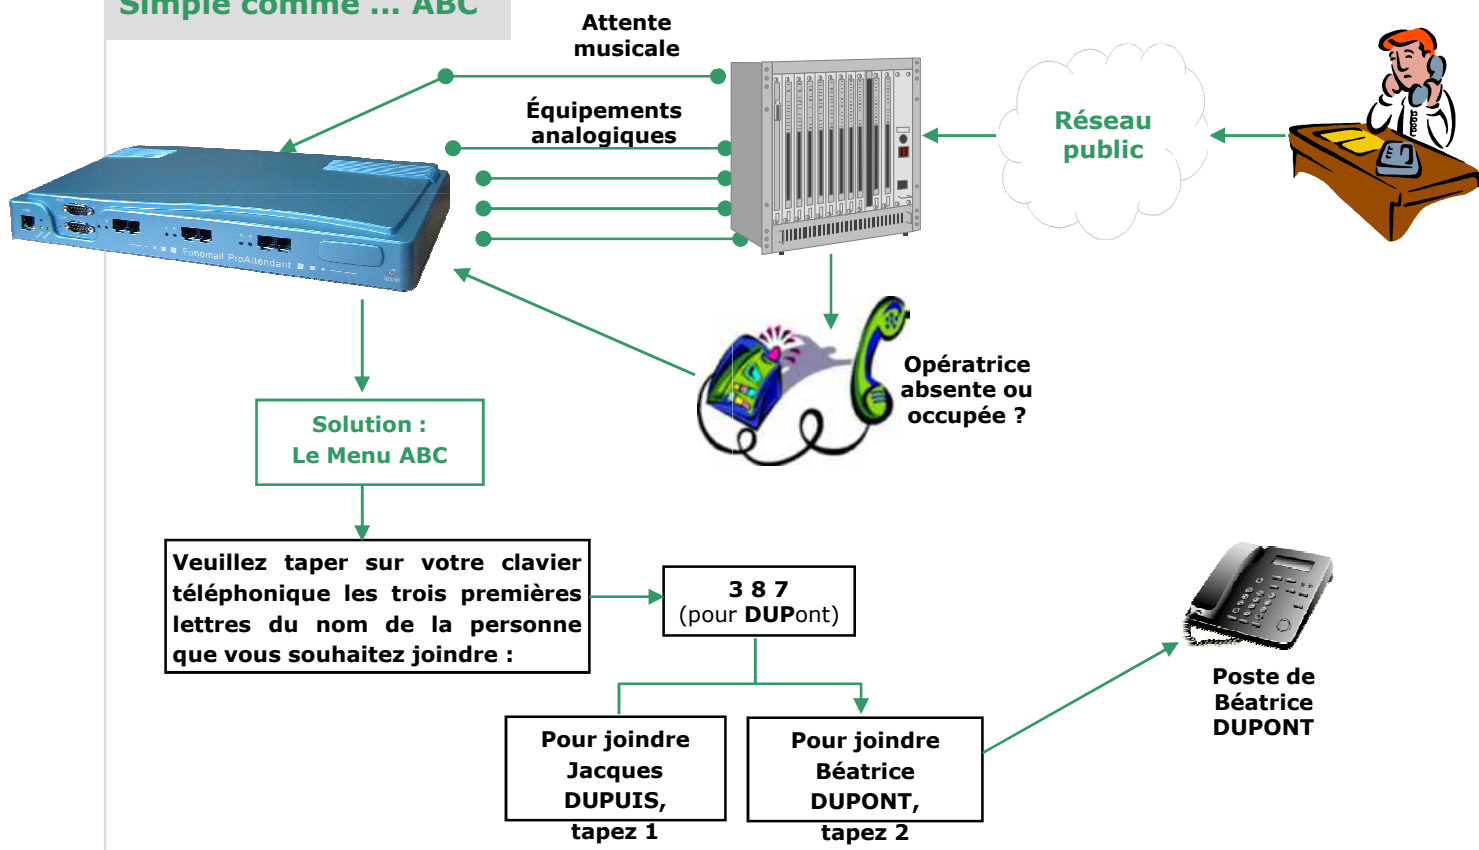 Simple comme ... ABC
Attente
musicale
Équipements
analogiques
Réseau
public
Fonomail ProAttendant
Opératrice
absente ou
occupée ?
Solution :
Le Menu ABC
Veuillez taper sur votre clavier
téléphonique les trois premières
lettres du nom de la personne
que vous souhaitez joindre :
3 8 7
(pour DUPont)
Poste de
Béatrice
DUPONT
Pour joindre
Jacques
DUPUIS,
tapez 1
Pour joindre
Béatrice
DUPONT,
tapez 2